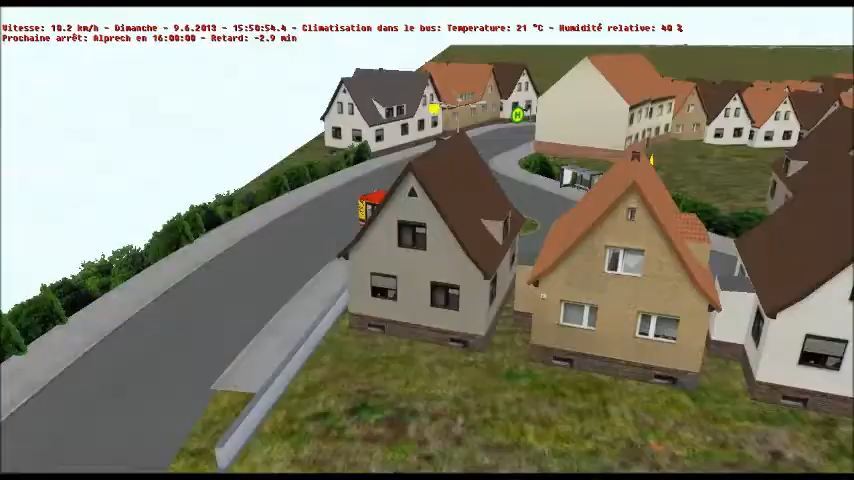 Vitesse: 10.2 km/h - Dimanche - 9.6.2013 - 15:50:54.4 - Climatisation dans le bus: Temperature: 21 °C - Humidité relative: 40 %
Prochaine arrêt: Alprech en 16:00:00 - Retard: -2.9 min
H